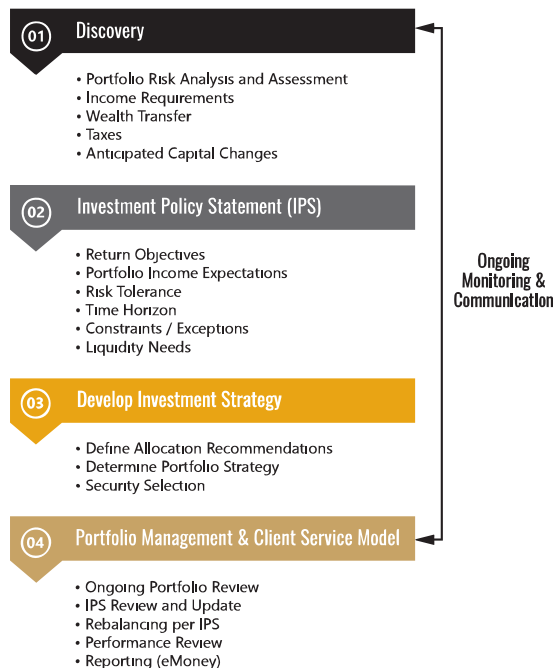 01 Discovery
• Portfolio Risk Analysis and Assessment
• Income Requirements
• Wealth Transfer
• Taxes
• Anticipated Capital Changes
02 Investment Policy Statement (IPS)
• Return Objectives
• Portfolio Income Expectations
• Risk Tolerance
• Time Horizon
• Constraints / Exceptions
• Liquidity Needs
03 Develop Investment Strategy
• Define Allocation Recommendations
• Determine Portfolio Strategy
• Security Selection
04 Portfolio Management & Client Service Model
• Ongoing Portfolio Review
• IPS Review and Update
• Rebalancing per IPS
• Performance Review
• Reporting (eMoney)
Ongoing
Monitoring &
Communication